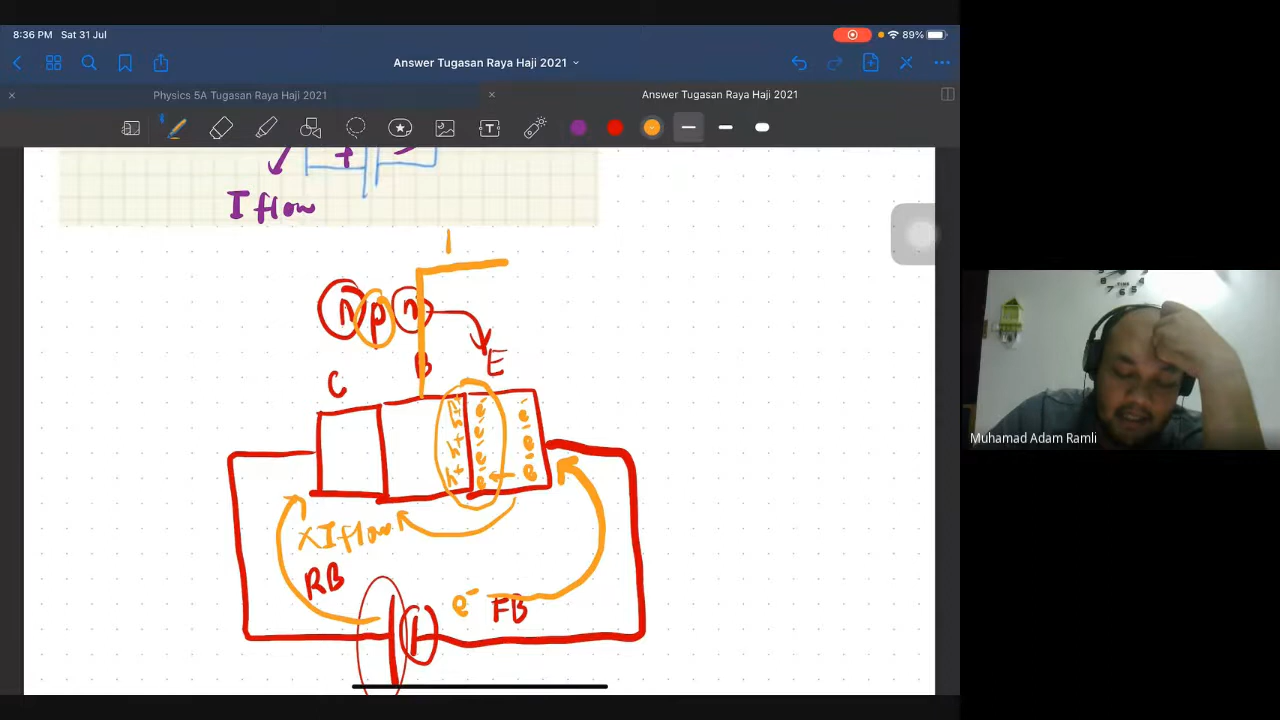 8:36 PM Sat 31 Jul
89%
Answer Tugasan Raya Haji 2021
Physics 5A Tugasan Raya Haji 2021
Answer Tugasan Raya Haji 2021
I flow
n p n
B E
C
h+ e- e-
h+ e- e-
h+ e- e-
h+ e- e-
X I flow
RB
e- FB
Muhamad Adam Ramli